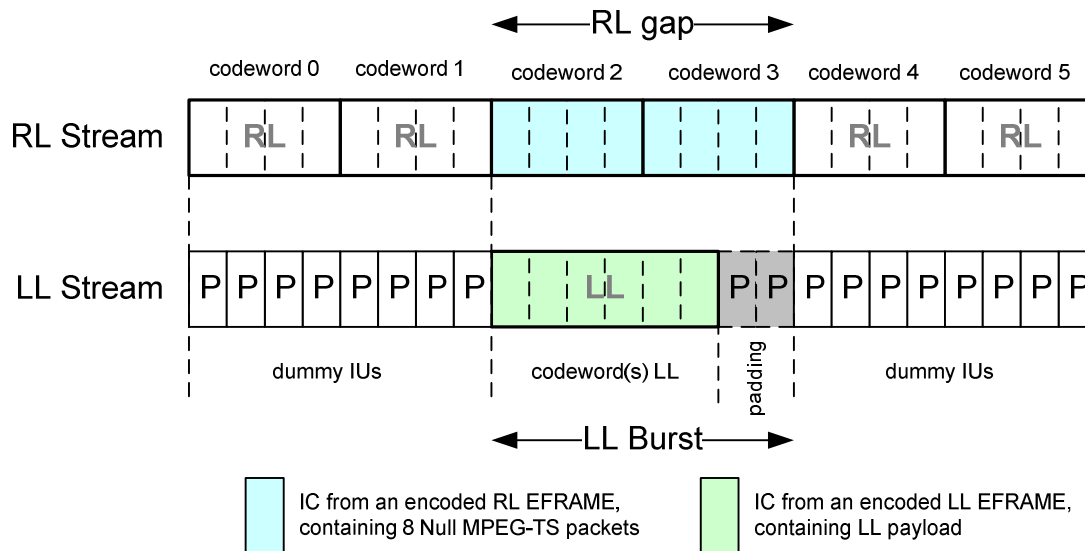 RL gap
codeword 0 codeword 1 codeword 2 codeword 3 codeword 4 codeword 5
RL Stream RL RL RL RL
LL Stream P P P P P P P P LL P P P P P P P P P P
dummy IUs codeword(s) LL padding dummy IUs
LL Burst
IC from an encoded RL EFRAME,
containing 8 Null MPEG-TS packets
IC from an encoded LL EFRAME,
containing LL payload